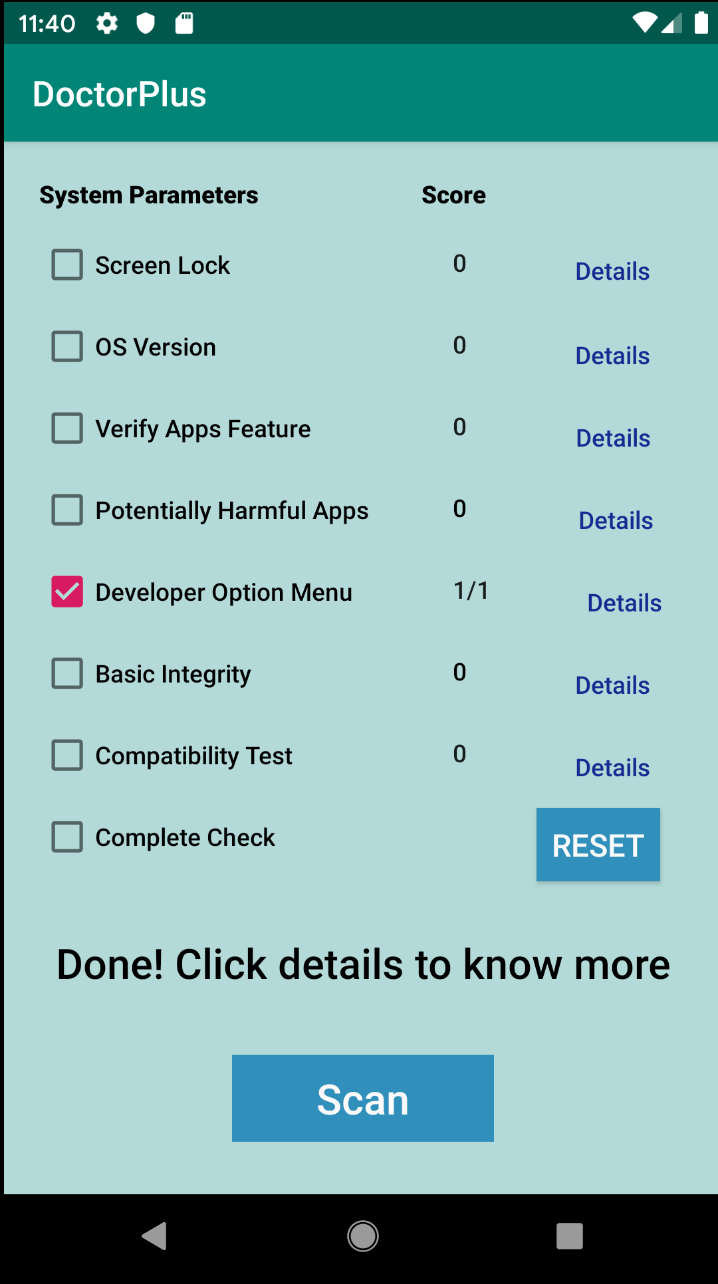 11:40
DoctorPlus
System Parameters Score
Screen Lock 0 Details
OS Version 0 Details
Verify Apps Feature 0 Details
Potentially Harmful Apps 0 Details
Developer Option Menu 1/1 Details
Basic Integrity 0 Details
Compatibility Test 0 Details
Complete Check RESET
Done! Click details to know more
Scan